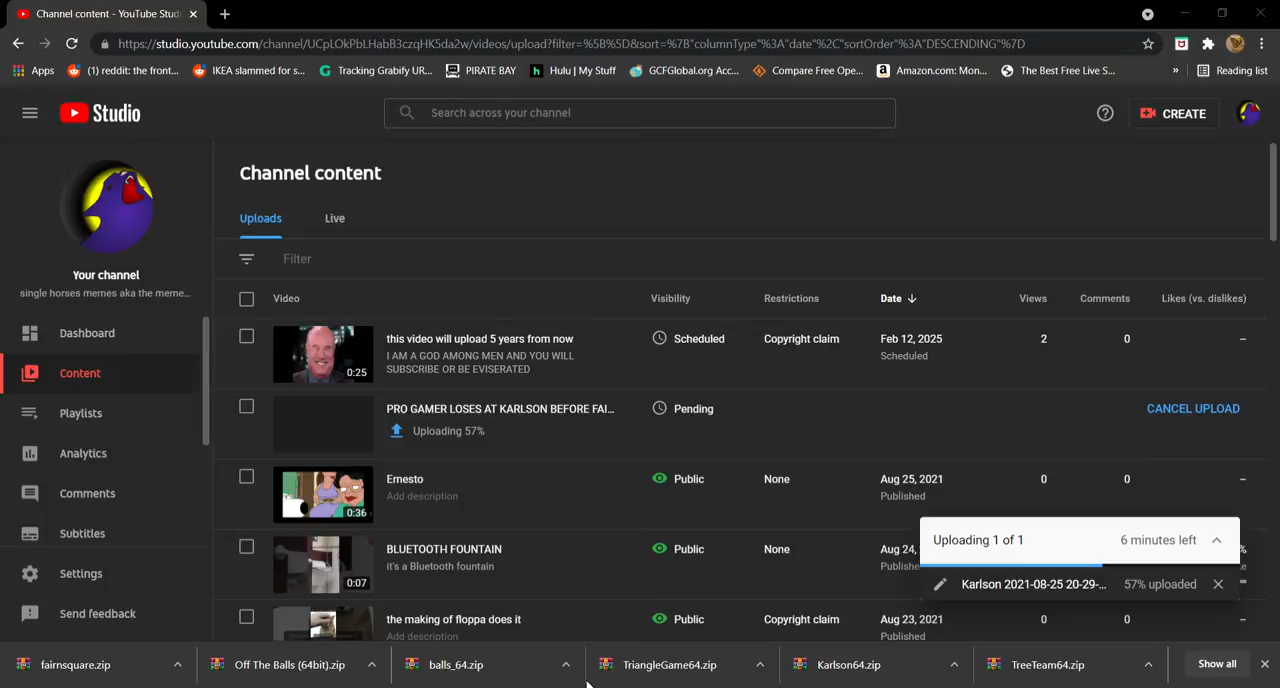 Channel content - YouTube Studi
https://studio.youtube.com/channel/UCpLOkPbLHabB3czqHK5da2w/videos/upload?filter=%5B%5D&sort=%7B"columnType"%3A"date"%2C"sortOrder"%3A"DESCENDING"%7D
Apps (1) reddit: the front... IKEA slammed for s... Tracking Grabify UR... PIRATE BAY Hulu | My Stuff GCFGlobal.org Acc... Compare Free Ope... Amazon.com: Mon... The Best Free Live S... » Reading list
Studio Search across your channel CREATE
Channel content
Uploads Live
Your channel
single horses memes aka the meme...
Filter
Video Visibility Restrictions Date Views Comments Likes (vs. dislikes)
Dashboard
Content
Playlists
Analytics
Comments
Subtitles
Settings
Send feedback
this video will upload 5 years from now Scheduled Copyright claim Feb 12, 2025 2 0 –
I AM A GOD AMONG MEN AND YOU WILL Scheduled
SUBSCRIBE OR BE EVISERATED
0:25
PRO GAMER LOSES AT KARLSON BEFORE FAI... Pending CANCEL UPLOAD
Uploading 57%
Ernesto Public None Aug 25, 2021 0 0 –
Add description Published
0:36
BLUETOOTH FOUNTAIN Public None Aug 24,
it's a Bluetooth fountain Publishe
0:07
the making of floppa does it Public Copyright claim Aug 23, 2021 0 0 –
Add description Published
Uploading 1 of 1 6 minutes left
Karlson 2021-08-25 20-29-... 57% uploaded
fairnsquare.zip Off The Balls (64bit).zip balls_64.zip TriangleGame64.zip Karlson64.zip TreeTeam64.zip Show all